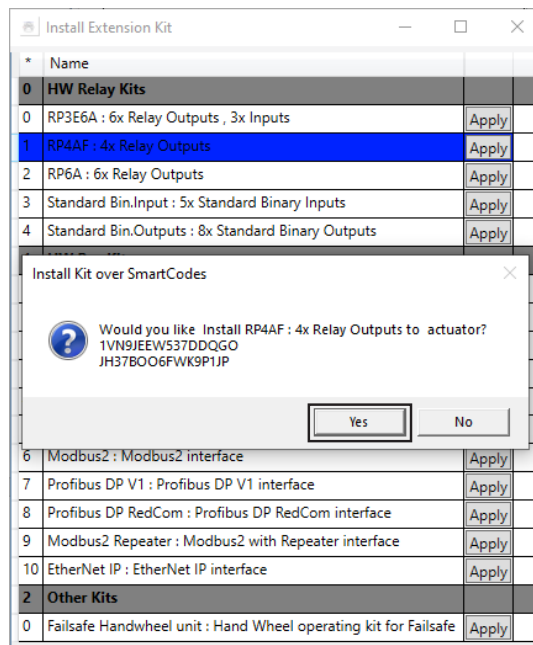 Install Extension Kit
* Name
0 HW Relay Kits
0 RP3E6A : 6x Relay Outputs , 3x Inputs Apply
1 RP4AF : 4x Relay Outputs Apply
2 RP6A : 6x Relay Outputs Apply
3 Standard Bin.Input : 5x Standard Binary Inputs Apply
4 Standard Bin.Outputs : 8x Standard Binary Outputs Apply
Install Kit over SmartCodes
Would you like Install RP4AF : 4x Relay Outputs to actuator?
1VN9JEEW537DDQGO
JH37BOO6FWK9P1JP
Yes No
6 Modbus2 : Modbus2 interface Apply
7 Profibus DP V1 : Profibus DP V1 interface Apply
8 Profibus DP RedCom : Profibus DP RedCom interface Apply
9 Modbus2 Repeater : Modbus2 with Repeater interface Apply
10 EtherNet IP : EtherNet IP interface Apply
2 Other Kits
0 Failsafe Handwheel unit : Hand Wheel operating kit for Failsafe Apply